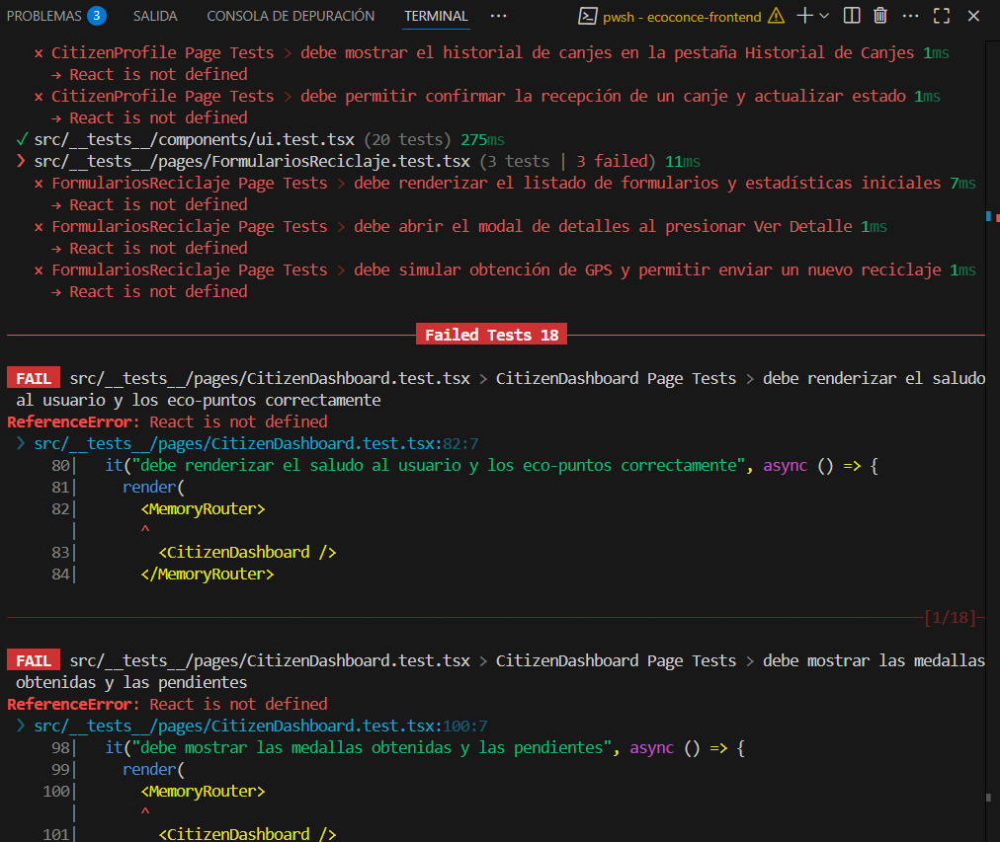 PROBLEMAS 3 SALIDA CONSOLA DE DEPURACIÓN TERMINAL ··· pwsh - ecoconce-frontend
× CitizenProfile Page Tests > debe mostrar el historial de canjes en la pestaña Historial de Canjes 1ms
→ React is not defined
× CitizenProfile Page Tests > debe permitir confirmar la recepción de un canje y actualizar estado 1ms
→ React is not defined
✓ src/__tests__/components/ui.test.tsx (20 tests) 275ms
❯ src/__tests__/pages/FormulariosReciclaje.test.tsx (3 tests | 3 failed) 11ms
× FormulariosReciclaje Page Tests > debe renderizar el listado de formularios y estadísticas iniciales 7ms
→ React is not defined
× FormulariosReciclaje Page Tests > debe abrir el modal de detalles al presionar Ver Detalle 1ms
→ React is not defined
× FormulariosReciclaje Page Tests > debe simular obtención de GPS y permitir enviar un nuevo reciclaje 1ms
→ React is not defined
Failed Tests 18
FAIL src/__tests__/pages/CitizenDashboard.test.tsx > CitizenDashboard Page Tests > debe renderizar el saludo
al usuario y los eco-puntos correctamente
ReferenceError: React is not defined
❯ src/__tests__/pages/CitizenDashboard.test.tsx:82:7
80| it("debe renderizar el saludo al usuario y los eco-puntos correctamente", async () => {
81| render(
82| <MemoryRouter>
| ^
83| <CitizenDashboard />
84| </MemoryRouter>
[1/18]
FAIL src/__tests__/pages/CitizenDashboard.test.tsx > CitizenDashboard Page Tests > debe mostrar las medallas
obtenidas y las pendientes
ReferenceError: React is not defined
❯ src/__tests__/pages/CitizenDashboard.test.tsx:100:7
98| it("debe mostrar las medallas obtenidas y las pendientes", async () => {
99| render(
100| <MemoryRouter>
| ^
101| <CitizenDashboard />